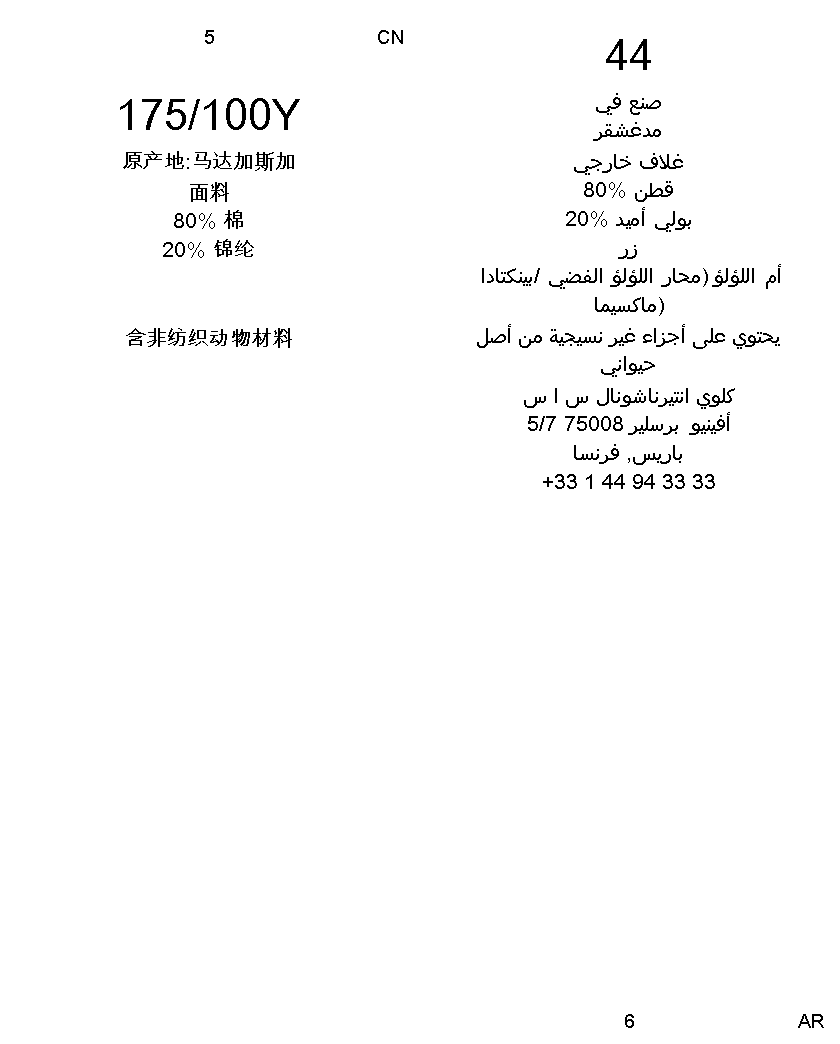 5
CN
175/100Y
原产地:马达加斯加
面料
80% 棉
20% 锦纶
含非纺织动物材料
44
صنع في
مدغشقر
غلاف خارجي
قطن %80
بولي أميد %20
زر
أم اللؤلؤ (محار اللؤلؤ الفضي /بينكتادا
ماكسيما)
يحتوي على أجزاء غير نسيجية من أصل
حيواني
كلوي انتيرناشونال س ا س
أفينيو برسلير 75008 5/7
باريس, فرنسا
+33 1 44 94 33 33
6
AR